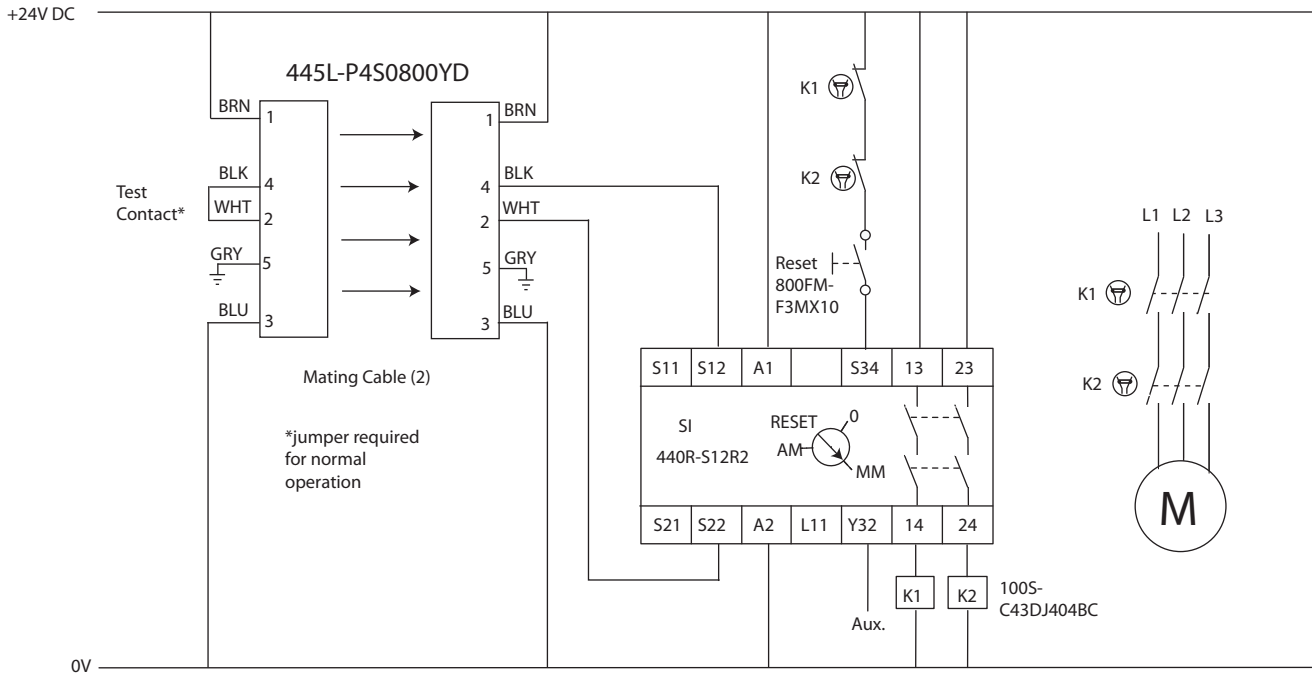 +24V DC
445L-P4S0800YD
BRN
1
BLK
4
Test
Contact*
WHT
2
GRY
5
BLU
3
BRN
1
BLK
4
WHT
2
GRY
5
BLU
3
Mating Cable (2)
*jumper required
for normal
operation
K1
K2
Reset
800FM-
F3MX10
S11 S12 A1 S34 13 23
SI
440R-S12R2
RESET
0
AM
MM
S21 S22 A2 L11 Y32 14 24
K1 K2
100S-
C43DJ404BC
Aux.
0V
L1 L2 L3
K1
K2
M